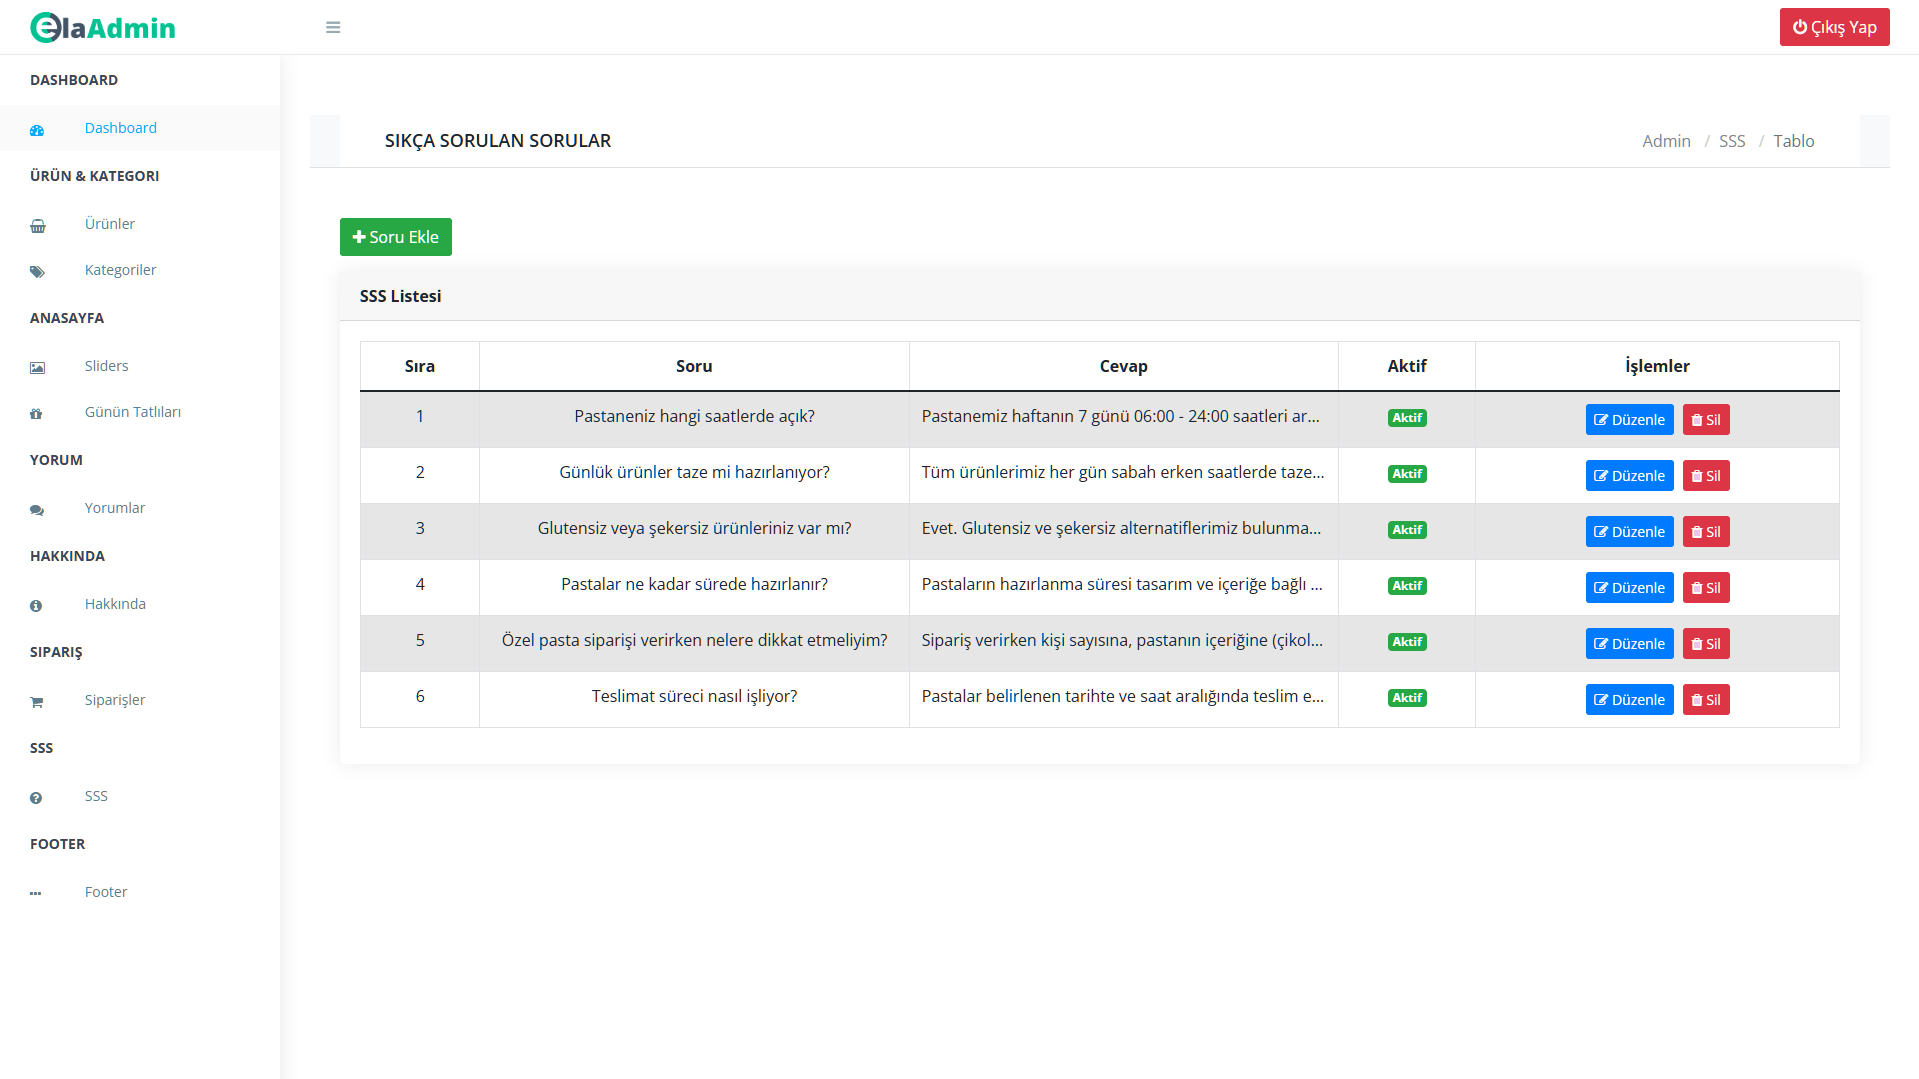 elaAdmin
Çıkış Yap
DASHBOARD
Dashboard
ÜRÜN & KATEGORI
Ürünler
Kategoriler
ANASAYFA
Sliders
Günün Tatlıları
YORUM
Yorumlar
HAKKINDA
Hakkında
SIPARIŞ
Siparişler
SSS
SSS
FOOTER
Footer
SIKÇA SORULAN SORULAR
Admin / SSS / Tablo
Soru Ekle
SSS Listesi
Sıra Soru Cevap Aktif İşlemler
1 Pastaneniz hangi saatlerde açık? Pastanemiz haftanın 7 günü 06:00 - 24:00 saatleri ar... Aktif Düzenle Sil
2 Günlük ürünler taze mi hazırlanıyor? Tüm ürünlerimiz her gün sabah erken saatlerde taze... Aktif Düzenle Sil
3 Glutensiz veya şekersiz ürünleriniz var mı? Evet. Glutensiz ve şekersiz alternatiflerimiz bulunma... Aktif Düzenle Sil
4 Pastalar ne kadar sürede hazırlanır? Pastaların hazırlanma süresi tasarım ve içeriğe bağlı ... Aktif Düzenle Sil
5 Özel pasta siparişi verirken nelere dikkat etmeliyim? Sipariş verirken kişi sayısına, pastanın içeriğine (çikol... Aktif Düzenle Sil
6 Teslimat süreci nasıl işliyor? Pastalar belirlenen tarihte ve saat aralığında teslim e... Aktif Düzenle Sil